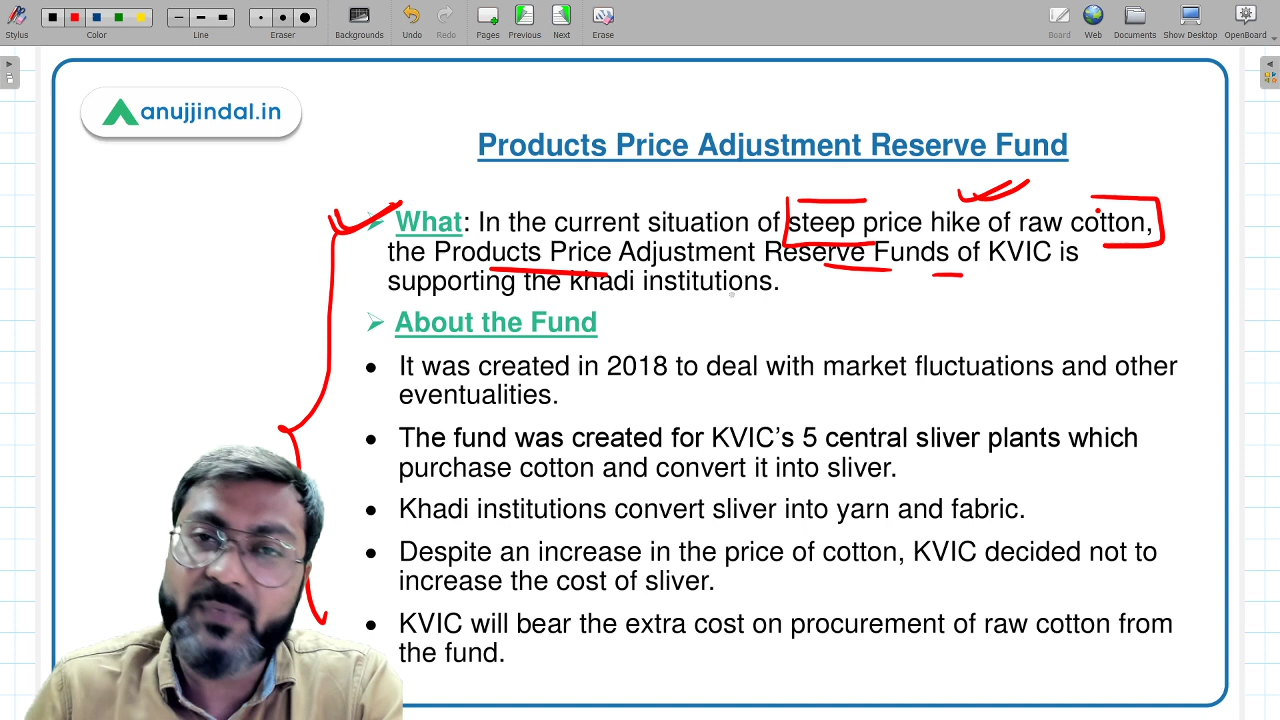 Stylus
Color
Line
Eraser
Backgrounds
Undo
Redo
Pages
Previous
Next
Erase
Board
Web
Documents
Show Desktop
OpenBoard
anujjindal.in
Products Price Adjustment Reserve Fund
➢ What: In the current situation of steep price hike of raw cotton,
the Products Price Adjustment Reserve Funds of KVIC is
supporting the khadi institutions.
➢ About the Fund
• It was created in 2018 to deal with market fluctuations and other
eventualities.
• The fund was created for KVIC’s 5 central sliver plants which
purchase cotton and convert it into sliver.
• Khadi institutions convert sliver into yarn and fabric.
• Despite an increase in the price of cotton, KVIC decided not to
increase the cost of sliver.
• KVIC will bear the extra cost on procurement of raw cotton from
the fund.